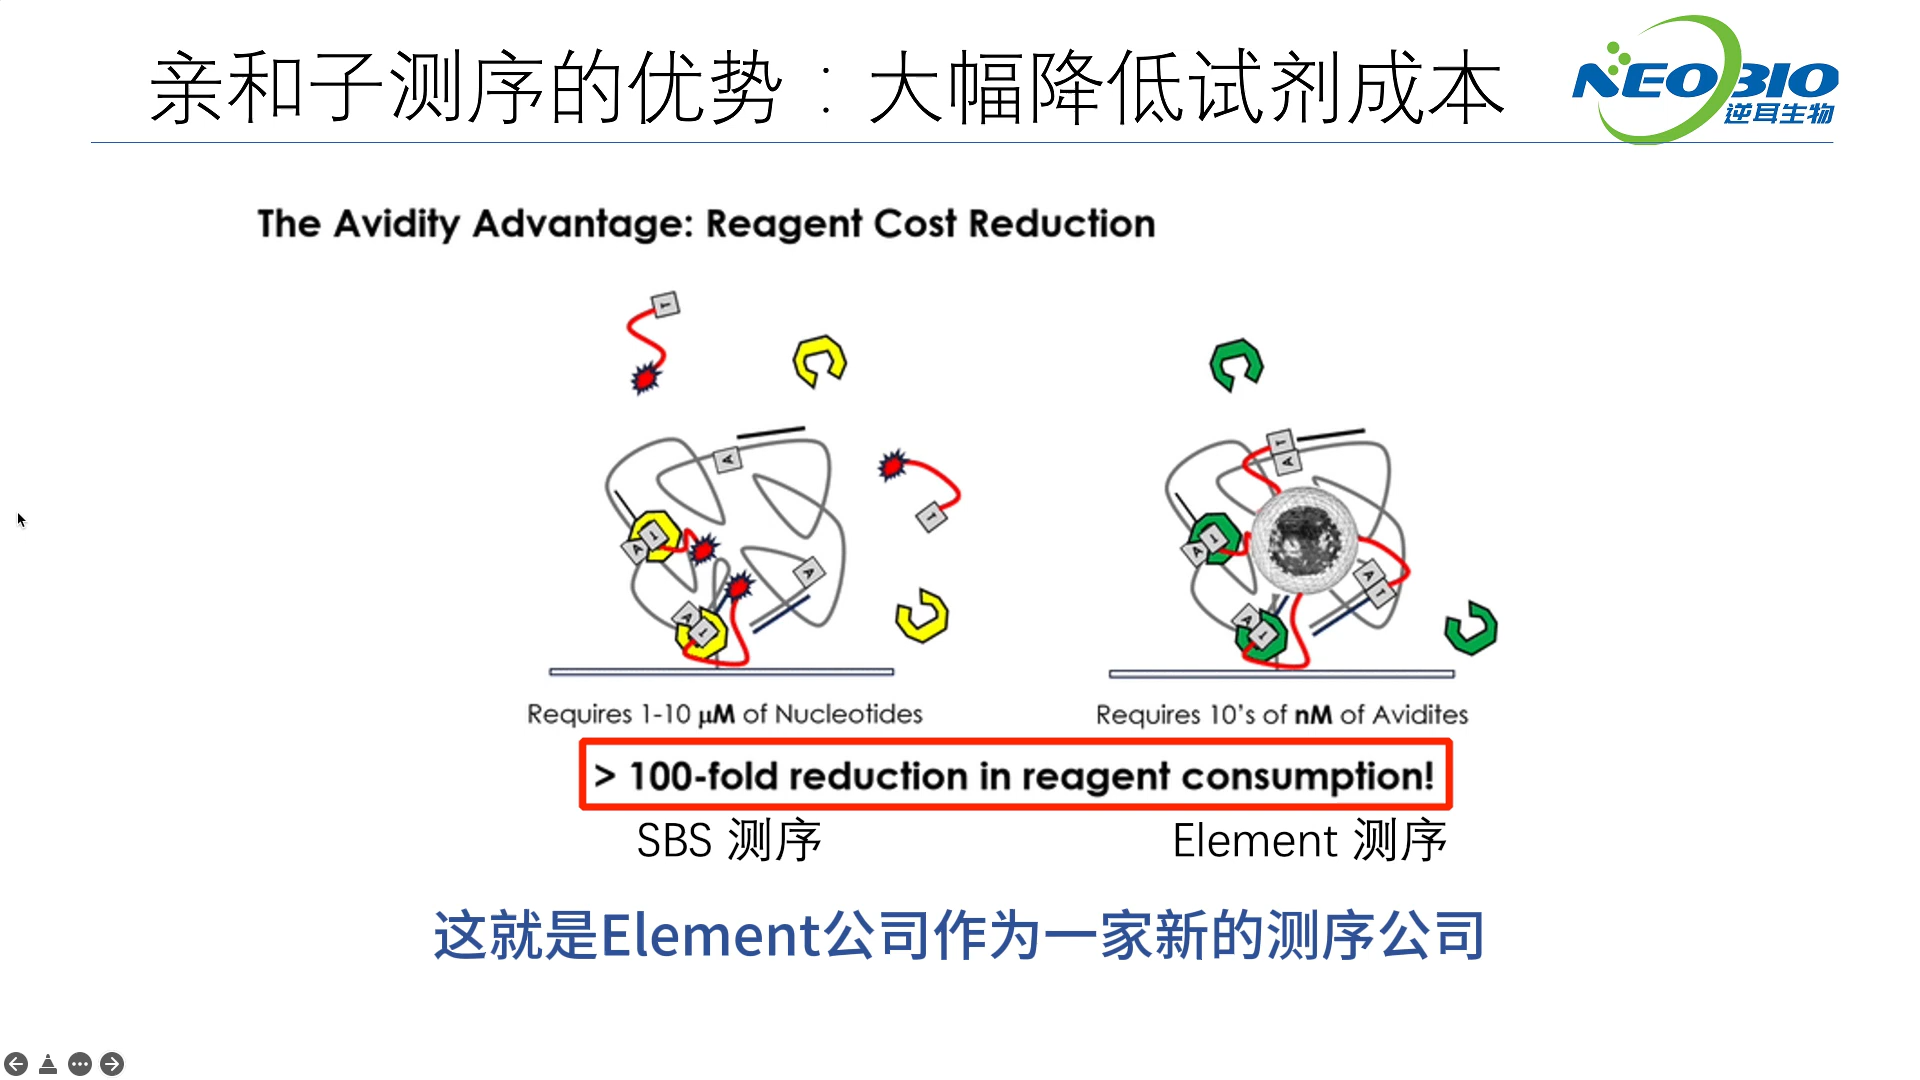 亲和子测序的优势：大幅降低试剂成本
NEOBIO
逆耳生物
The Avidity Advantage: Reagent Cost Reduction
T
A
T
A T
A
A T
T
A
A T
A T
A T
Requires 1-10 μM of Nucleotides
Requires 10's of nM of Avidites
> 100-fold reduction in reagent consumption!
SBS 测序
Element 测序
这就是Element公司作为一家新的测序公司